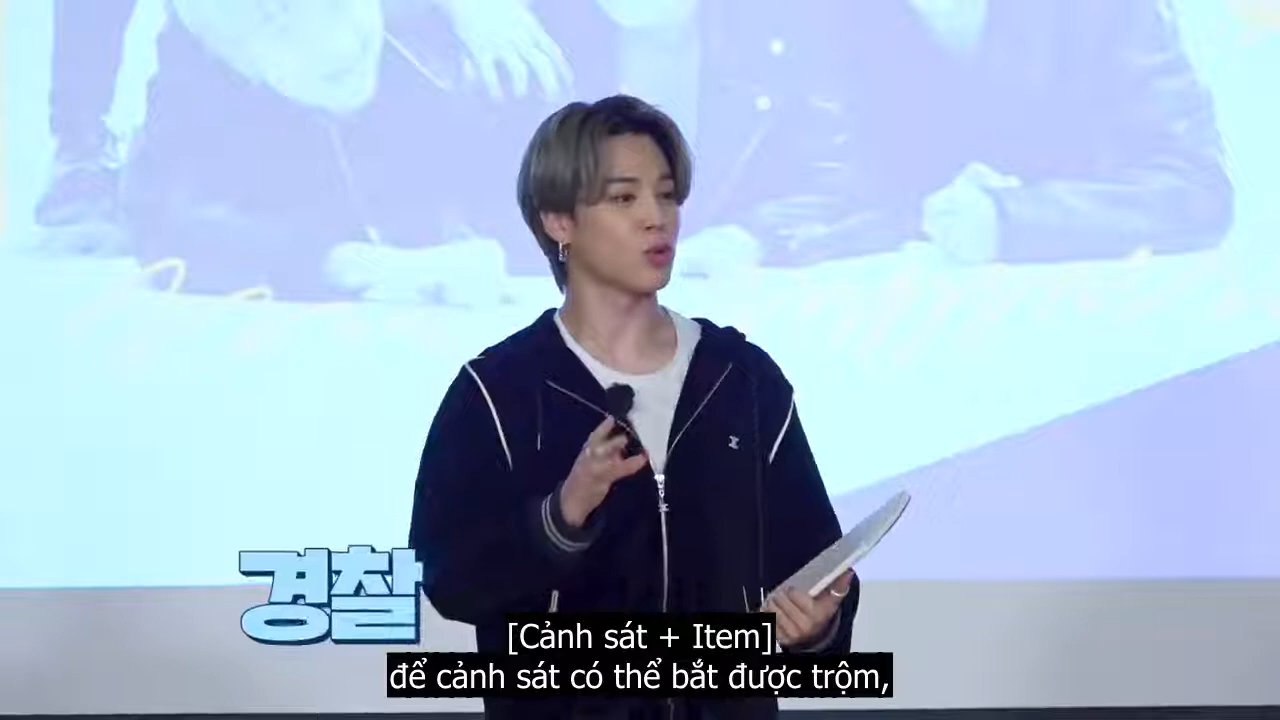 경찰
[Cảnh sát + Item]
để cảnh sát có thể bắt được trộm,